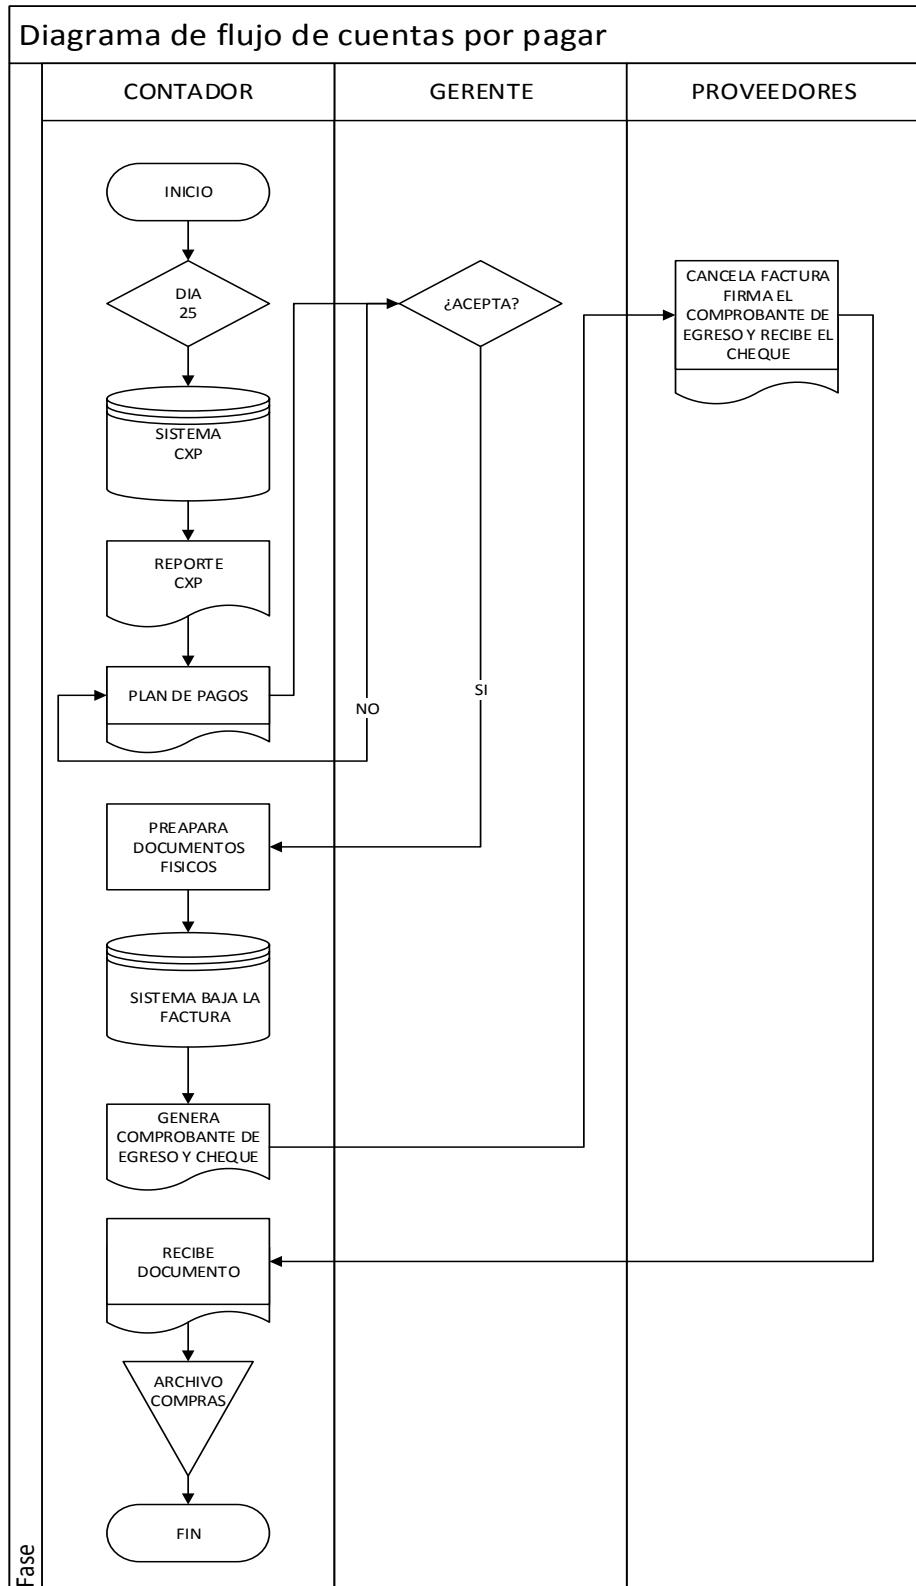 Diagrama de flujo de cuentas por pagar
CONTADOR
GERENTE
PROVEEDORES
INICIO
DIA
25
SISTEMA
CXP
REPORTE
CXP
PLAN DE PAGOS
¿ACEPTA?
NO
SI
CANCELA FACTURA
FIRMA EL
COMPROBANTE DE
EGRESO Y RECIBE EL
CHEQUE
PREAPARA
DOCUMENTOS
FISICOS
SISTEMA BAJA LA
FACTURA
GENERA
COMPROBANTE DE
EGRESO Y CHEQUE
RECIBE
DOCUMENTO
ARCHIVO
COMPRAS
FIN
Fase